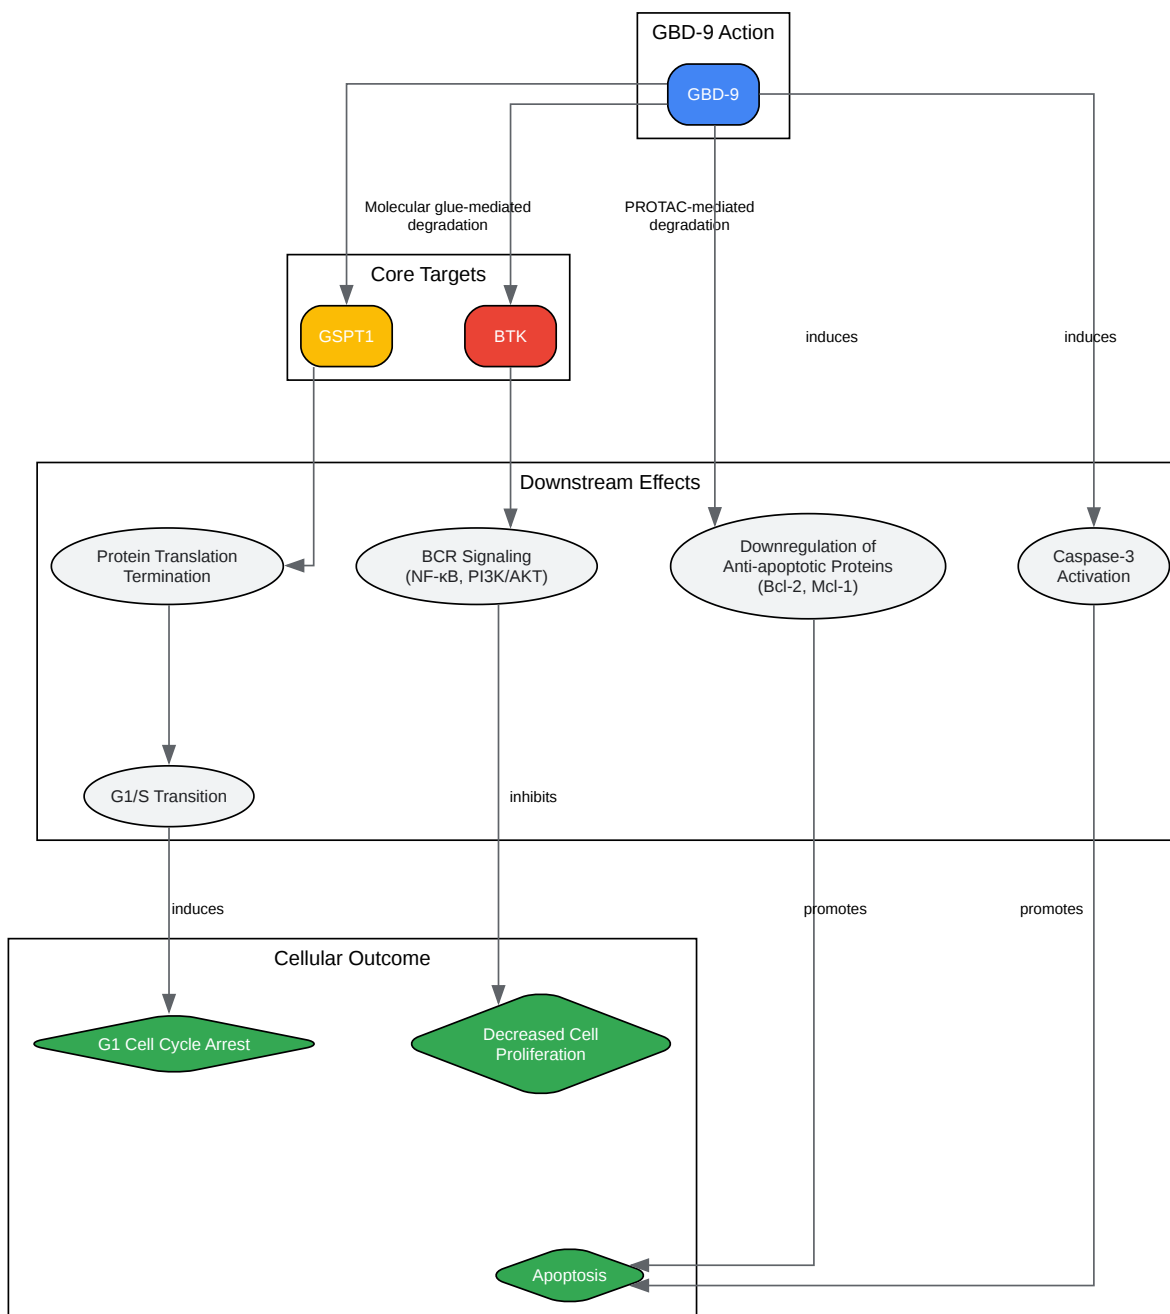 GBD-9 Action
GBD-9
Molecular glue-mediated
degradation
PROTAC-mediated
degradation
Core Targets
GSPT1
BTK
induces
induces
Downstream Effects
Protein Translation
Termination
BCR Signaling
(NF-κB, PI3K/AKT)
Downregulation of
Anti-apoptotic Proteins
(Bcl-2, Mcl-1)
Caspase-3
Activation
G1/S Transition
inhibits
induces
promotes
promotes
Cellular Outcome
G1 Cell Cycle Arrest
Decreased Cell
Proliferation
Apoptosis